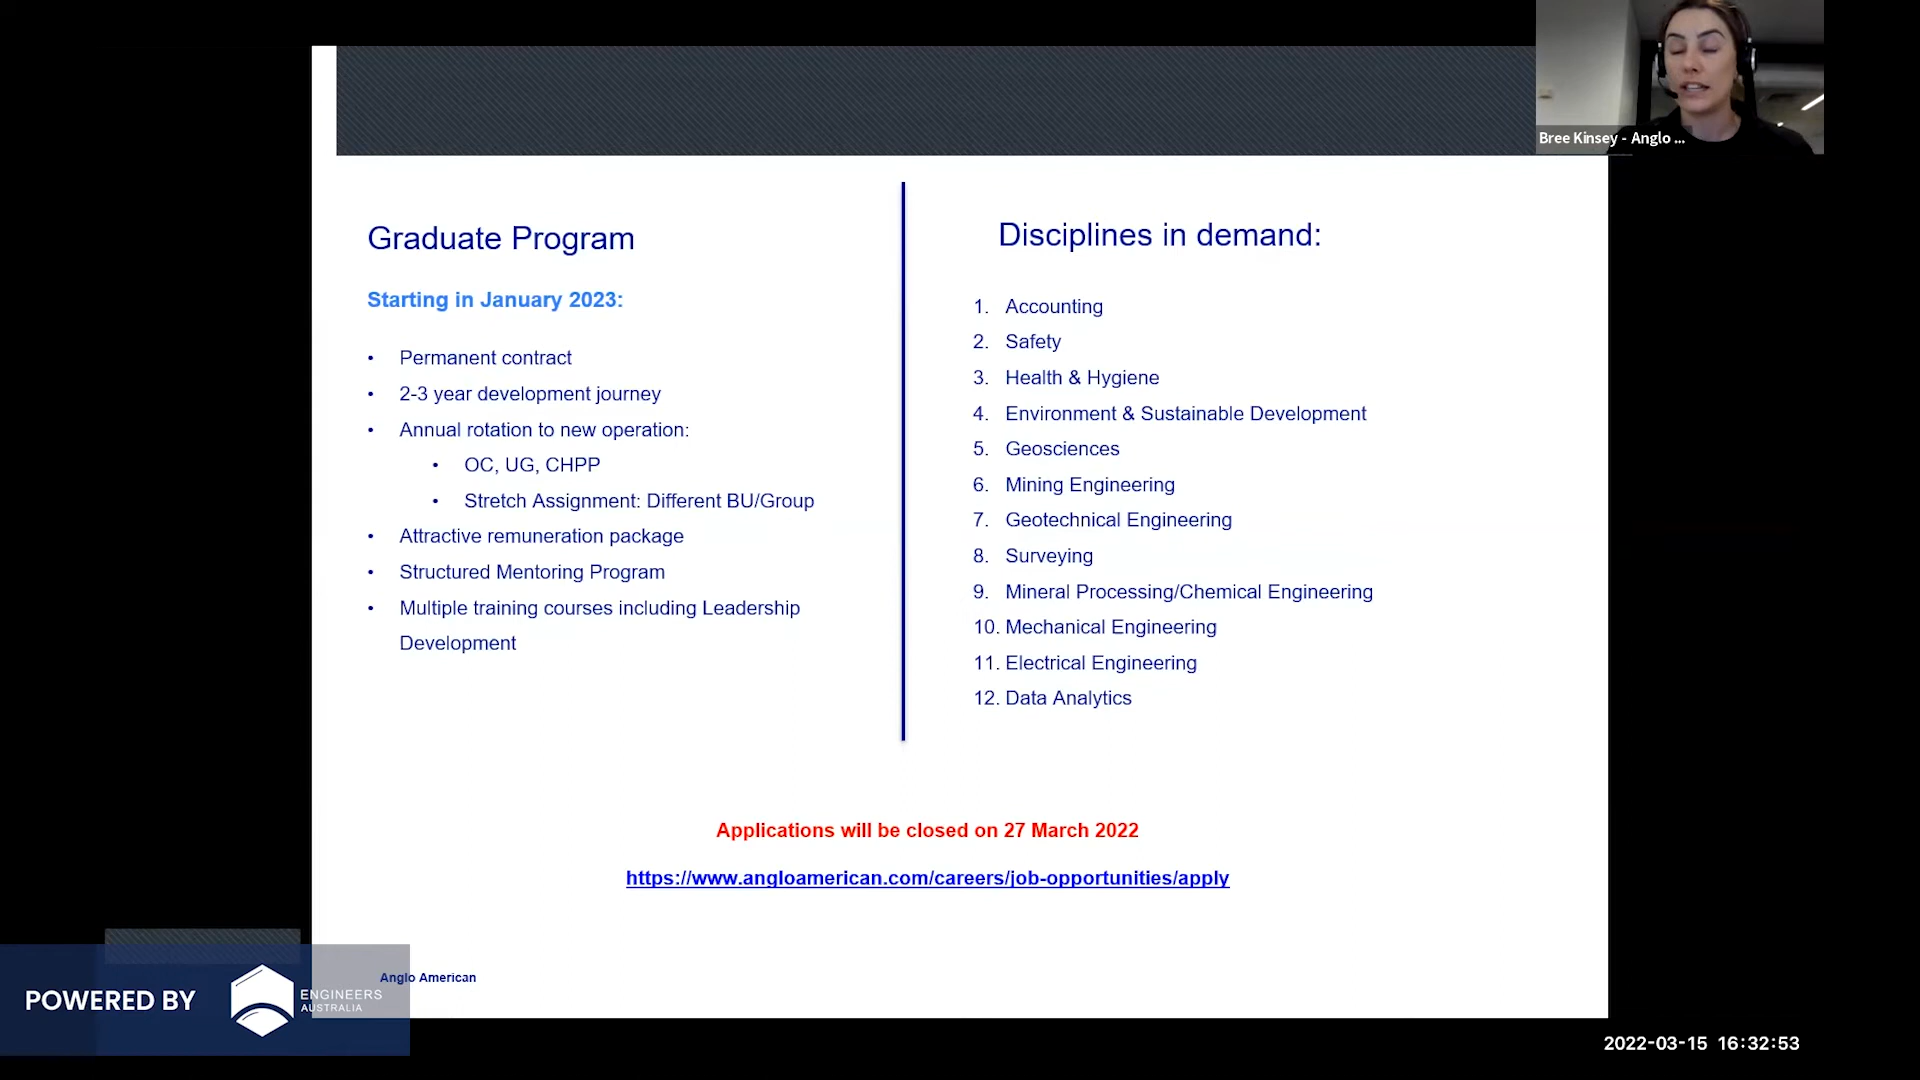 Bree Kinsey - Anglo ...
Graduate Program
Starting in January 2023:
• Permanent contract
• 2-3 year development journey
• Annual rotation to new operation:
• OC, UG, CHPP
• Stretch Assignment: Different BU/Group
• Attractive remuneration package
• Structured Mentoring Program
• Multiple training courses including Leadership
Development
Disciplines in demand:
1. Accounting
2. Safety
3. Health & Hygiene
4. Environment & Sustainable Development
5. Geosciences
6. Mining Engineering
7. Geotechnical Engineering
8. Surveying
9. Mineral Processing/Chemical Engineering
10. Mechanical Engineering
11. Electrical Engineering
12. Data Analytics
Applications will be closed on 27 March 2022
https://www.angloamerican.com/careers/job-opportunities/apply
Anglo American
POWERED BY
ENGINEERS
AUSTRALIA
2022-03-15 16:32:53